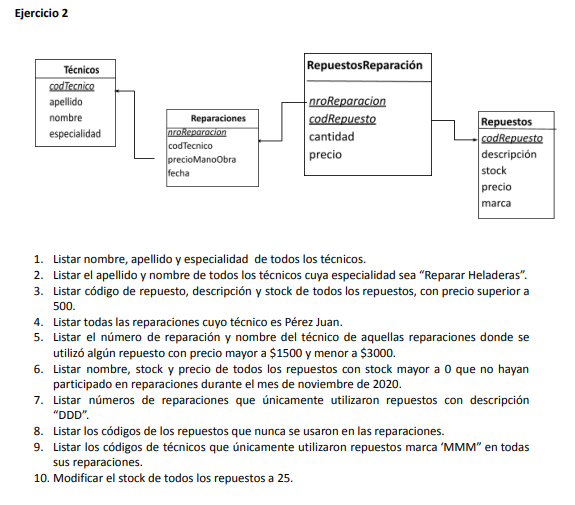 Ejercicio 2
Técnicos
codTecnico
apellido
nombre
especialidad
Reparaciones
nroReparacion
codTecnico
precioManoObra
fecha
RepuestosReparación
nroReparacion
codRepuesto
cantidad
precio
Repuestos
codRepuesto
descripción
stock
precio
marca
1. Listar nombre, apellido y especialidad de todos los técnicos.
2. Listar el apellido y nombre de todos los técnicos cuya especialidad sea “Reparar Heladeras”.
3. Listar código de repuesto, descripción y stock de todos los repuestos, con precio superior a
500.
4. Listar todas las reparaciones cuyo técnico es Pérez Juan.
5. Listar el número de reparación y nombre del técnico de aquellas reparaciones donde se
utilizó algún repuesto con precio mayor a $1500 y menor a $3000.
6. Listar nombre, stock y precio de todos los repuestos con stock mayor a 0 que no hayan
participado en reparaciones durante el mes de noviembre de 2020.
7. Listar números de reparaciones que únicamente utilizaron repuestos con descripción
“DDD”.
8. Listar los códigos de los repuestos que nunca se usaron en las reparaciones.
9. Listar los códigos de técnicos que únicamente utilizaron repuestos marca ‘MMM” en todas
sus reparaciones.
10. Modificar el stock de todos los repuestos a 25.